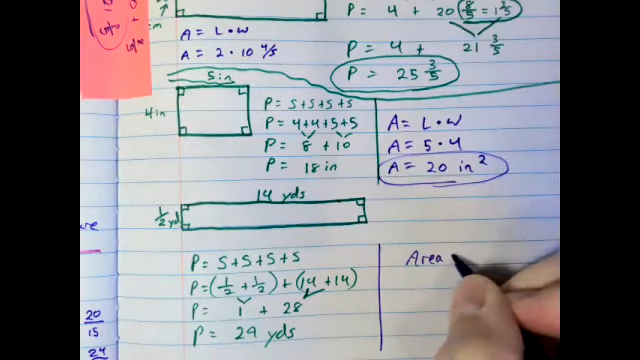 P = 4 + 20 (8/5 = 1 3/5)
A = L · W
A = 2 · 10 4/5
P = 4 + 21 3/5
P = 25 3/5
5 in
4 in
P = S+S+S+S
P = 4+4+5+5
P = 8 + 10
P = 18 in
A = L · W
A = 5 · 4
A = 20 in²
14 yds
1/2 yd
P = S+S+S+S
P = (1/2 + 1/2) + (14 + 14)
P = 1 + 28
P = 29 yds
Area
20
15
24